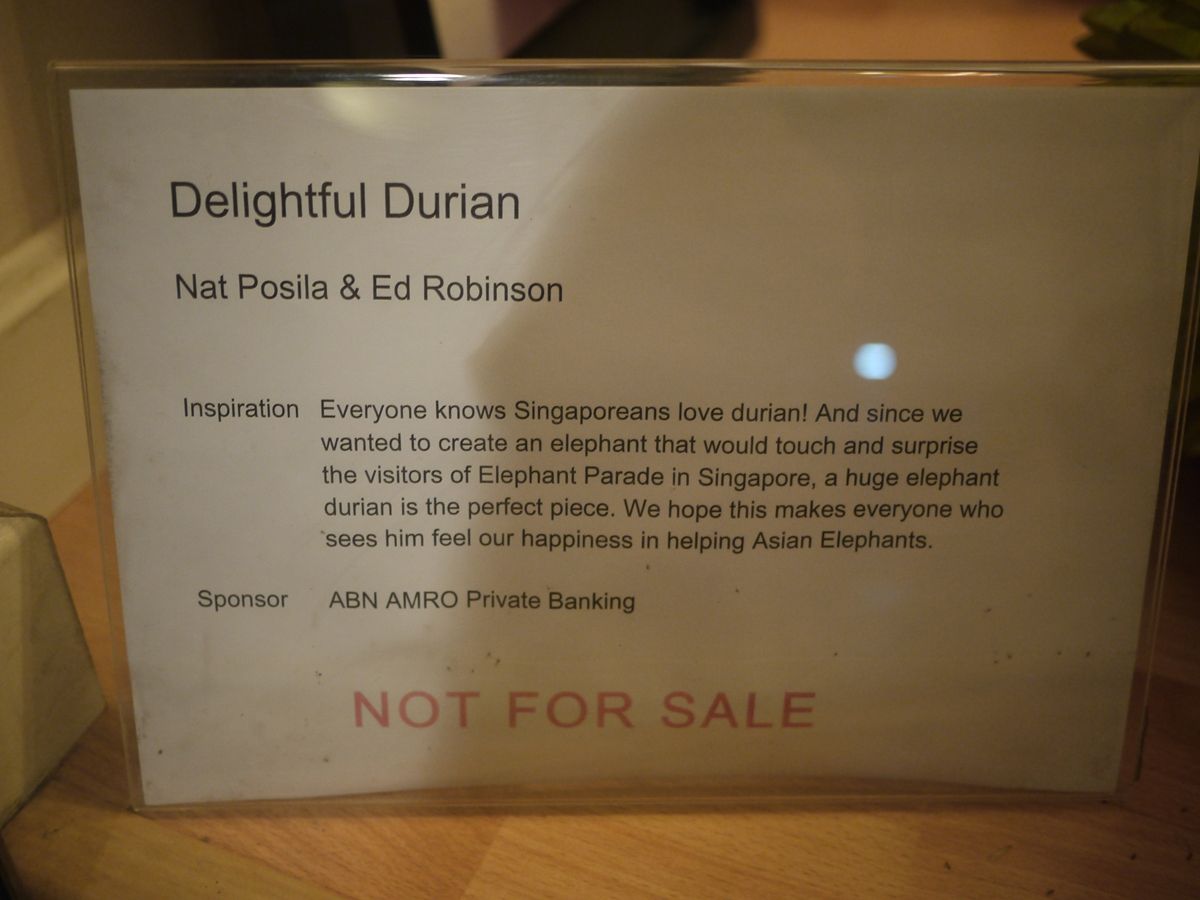 Delightful Durian
Nat Posila & Ed Robinson
Inspiration Everyone knows Singaporeans love durian! And since we
wanted to create an elephant that would touch and surprise
the visitors of Elephant Parade in Singapore, a huge elephant
durian is the perfect piece. We hope this makes everyone who
sees him feel our happiness in helping Asian Elephants.
Sponsor ABN AMRO Private Banking
NOT FOR SALE